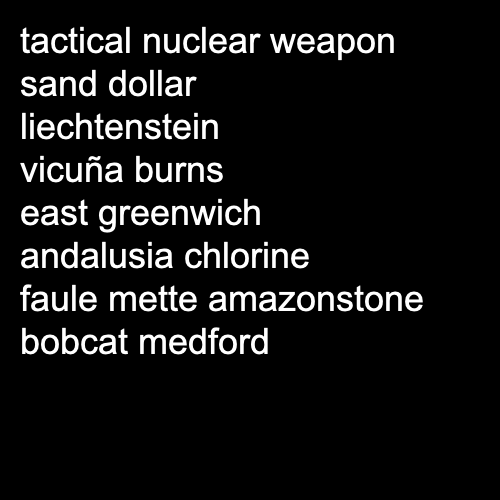 tactical nuclear weapon
sand dollar
liechtenstein
vicuña burns
east greenwich
andalusia chlorine
faule mette amazonstone
bobcat medford